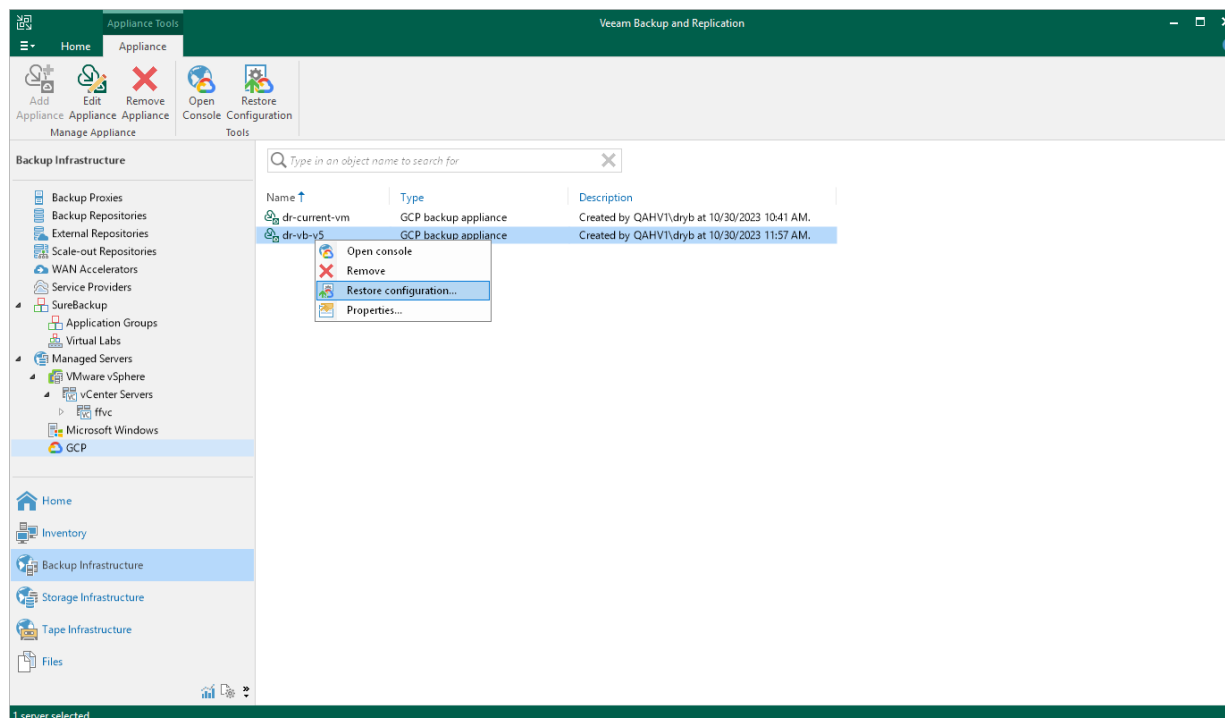 Appliance Tools
Veeam Backup and Replication
Home Appliance
Add Appliance
Edit Appliance
Remove Appliance
Open Console
Restore Configuration
Manage Appliance
Tools
Backup Infrastructure
Type in an object name to search for
Backup Proxies
Backup Repositories
External Repositories
Scale-out Repositories
WAN Accelerators
Service Providers
SureBackup
Application Groups
Virtual Labs
Managed Servers
VMware vSphere
vCenter Servers
ffvc
Microsoft Windows
GCP
Name Type Description
dr-current-vm GCP backup appliance Created by QAHV1\dryb at 10/30/2023 10:41 AM.
dr-vb-v5 GCP backup appliance Created by QAHV1\dryb at 10/30/2023 11:57 AM.
Open console
Remove
Restore configuration...
Properties...
Home
Inventory
Backup Infrastructure
Storage Infrastructure
Tape Infrastructure
Files
1 server selected